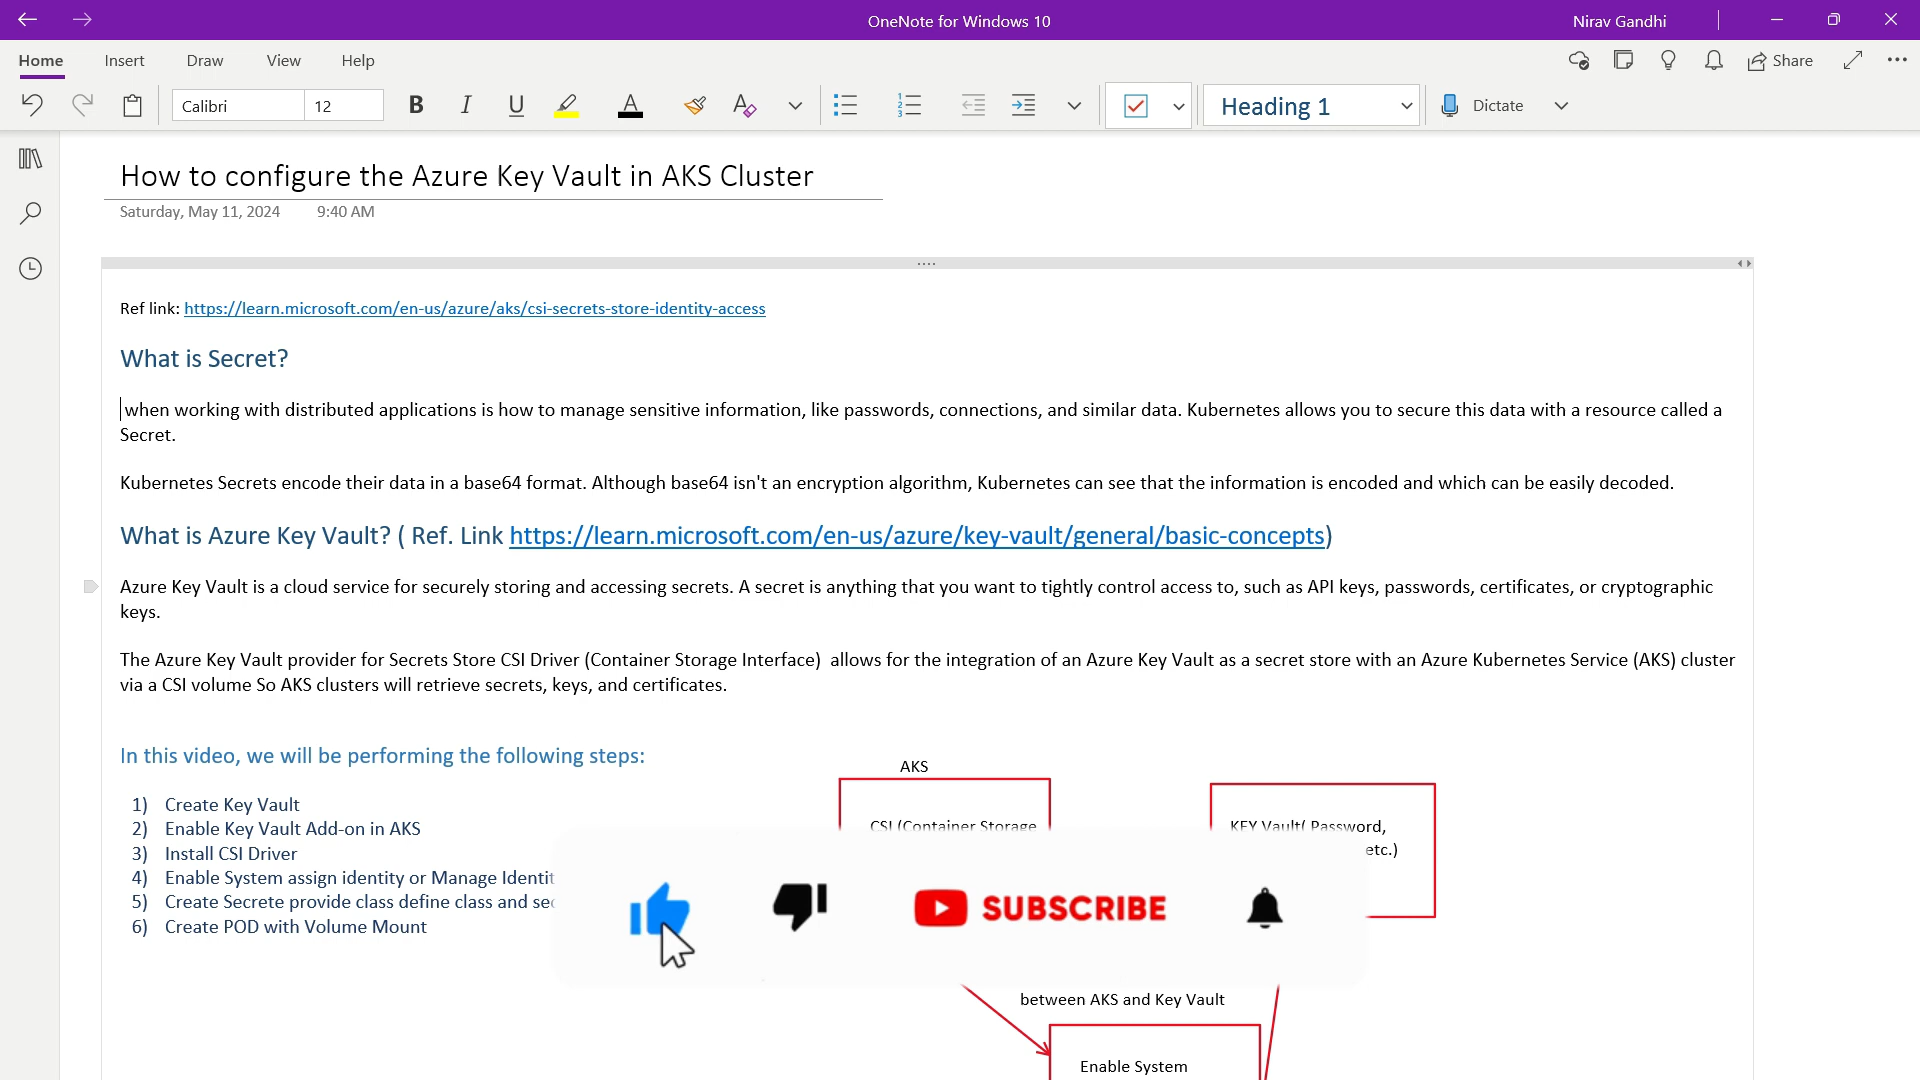 OneNote for Windows 10
Nirav Gandhi
Home Insert Draw View Help
Share
Calibri 12 Heading 1 Dictate
How to configure the Azure Key Vault in AKS Cluster
Saturday, May 11, 2024 9:40 AM
Ref link: https://learn.microsoft.com/en-us/azure/aks/csi-secrets-store-identity-access
What is Secret?
when working with distributed applications is how to manage sensitive information, like passwords, connections, and similar data. Kubernetes allows you to secure this data with a resource called a
Secret.
Kubernetes Secrets encode their data in a base64 format. Although base64 isn't an encryption algorithm, Kubernetes can see that the information is encoded and which can be easily decoded.
What is Azure Key Vault? ( Ref. Link https://learn.microsoft.com/en-us/azure/key-vault/general/basic-concepts)
Azure Key Vault is a cloud service for securely storing and accessing secrets. A secret is anything that you want to tightly control access to, such as API keys, passwords, certificates, or cryptographic
keys.
The Azure Key Vault provider for Secrets Store CSI Driver (Container Storage Interface) allows for the integration of an Azure Key Vault as a secret store with an Azure Kubernetes Service (AKS) cluster
via a CSI volume So AKS clusters will retrieve secrets, keys, and certificates.
In this video, we will be performing the following steps:
1) Create Key Vault
2) Enable Key Vault Add-on in AKS
3) Install CSI Driver
4) Enable System assign identity or Manage
5) Create Secrete provide class define class and
6) Create POD with Volume Mount
AKS
CSI (Container Storage
KEY Vault( Password,
etc.)
SUBSCRIBE
between AKS and Key Vault
Enable System